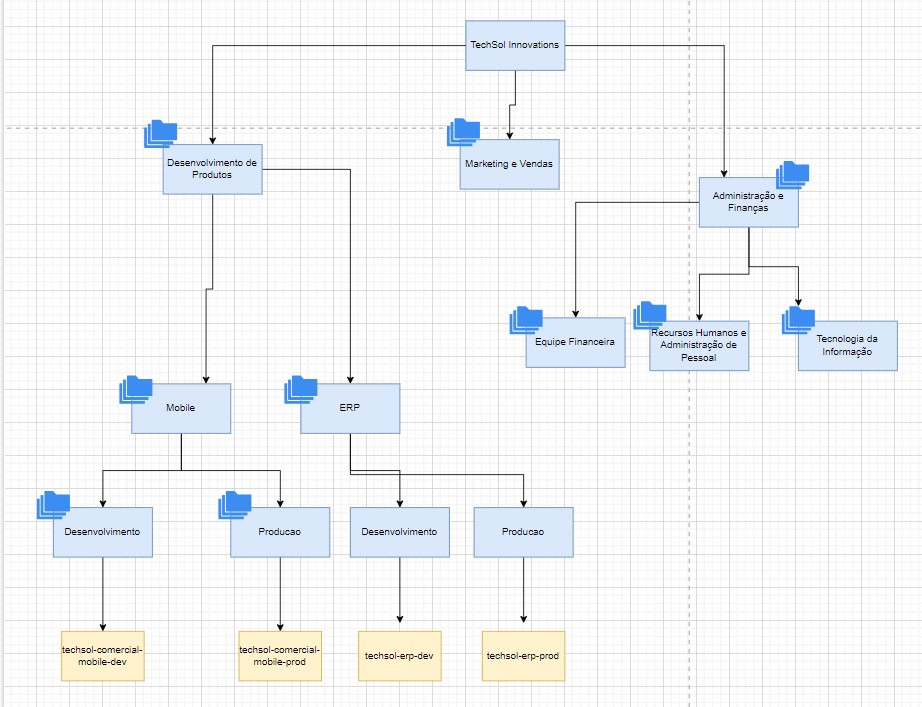 TechSol Innovations
Desenvolvimento de
Produtos
Marketing e Vendas
Administração e
Finanças
Equipe Financeira
Recursos Humanos e
Administração de
Pessoal
Tecnologia da
Informação
Mobile
ERP
Desenvolvimento
Producao
Desenvolvimento
Producao
techsol-comercial-
mobile-dev
techsol-comercial-
mobile-prod
techsol-erp-dev
techsol-erp-prod